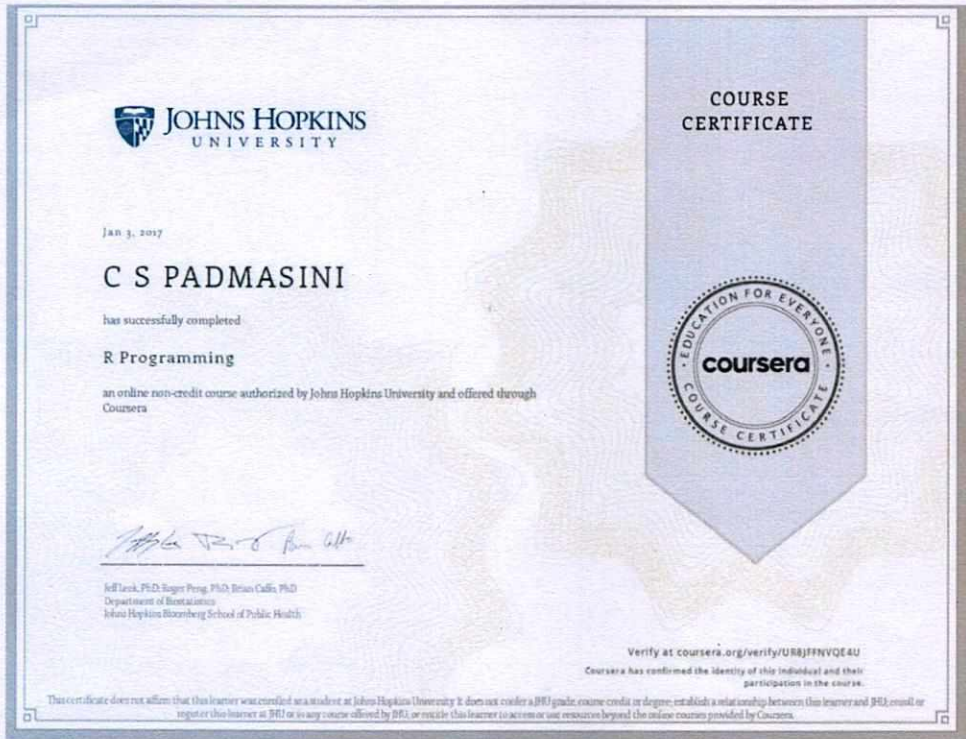 JOHNS HOPKINS
UNIVERSITY
COURSE
CERTIFICATE
Jan 3, 2017
C S PADMASINI
has successfully completed
R Programming
an online non-credit course authorized by Johns Hopkins University and offered through
Coursera
EDUCATION FOR EVERYONE
coursera
COURSE CERTIFICATE
Jeff Leek, PhD; Roger Peng, PhD; Brian Caffo, PhD
Department of Biostatistics
Johns Hopkins Bloomberg School of Public Health
Verify at coursera.org/verify/UR8JFFNVQE4U
Coursera has confirmed the identity of this individual and their
participation in the course.
This certificate does not affirm that this learner was enrolled as a student at Johns Hopkins University. It does not confer a JHU grade, course credit or degree; establish a relationship between this learner and JHU; enroll or
register this learner at JHU or in any course offered by JHU; or entitle this learner to access or use resources beyond the online courses provided by Coursera.